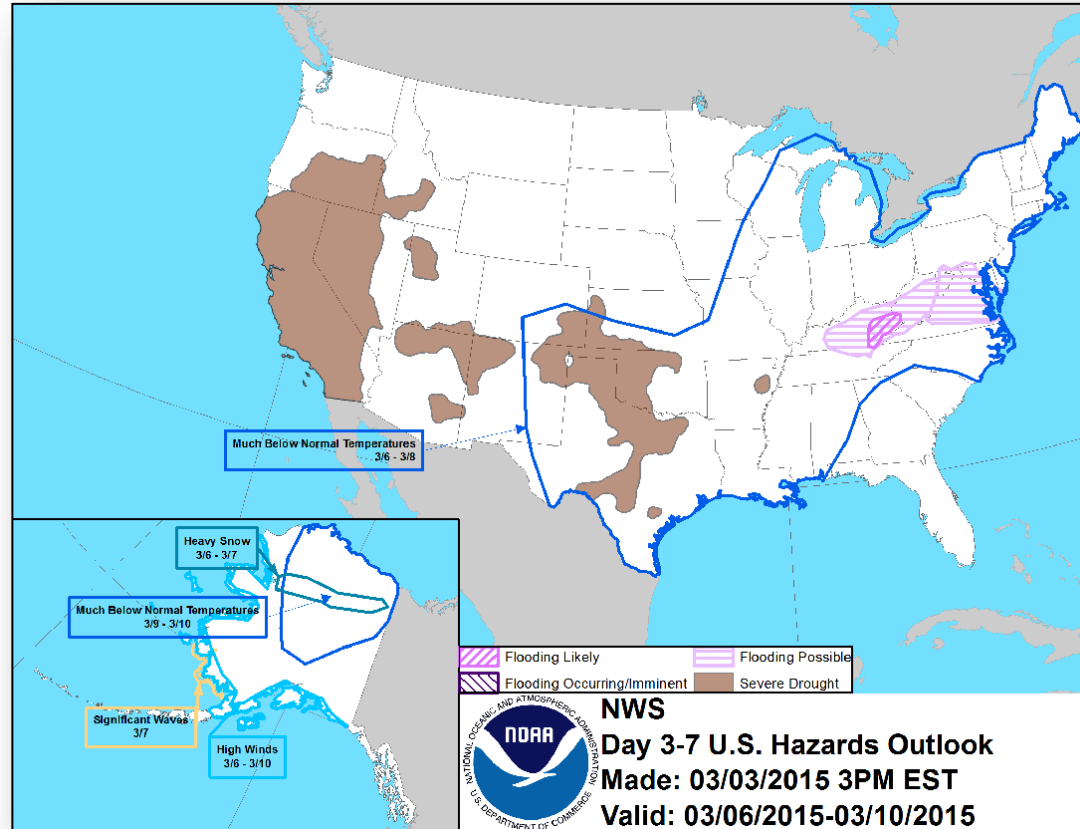 Much Below Normal Temperatures
3/6 - 3/8
Heavy Snow
3/6 - 3/7
Much Below Normal Temperatures
3/9 - 3/10
Significant Waves
3/7
High Winds
3/6 - 3/10
Flooding Likely
Flooding Possible
Flooding Occurring/Imminent
Severe Drought
NATIONAL OCEANIC AND ATMOSPHERIC ADMINISTRATION
NOAA
U.S. DEPARTMENT OF COMMERCE
NWS
Day 3-7 U.S. Hazards Outlook
Made: 03/03/2015 3PM EST
Valid: 03/06/2015-03/10/2015